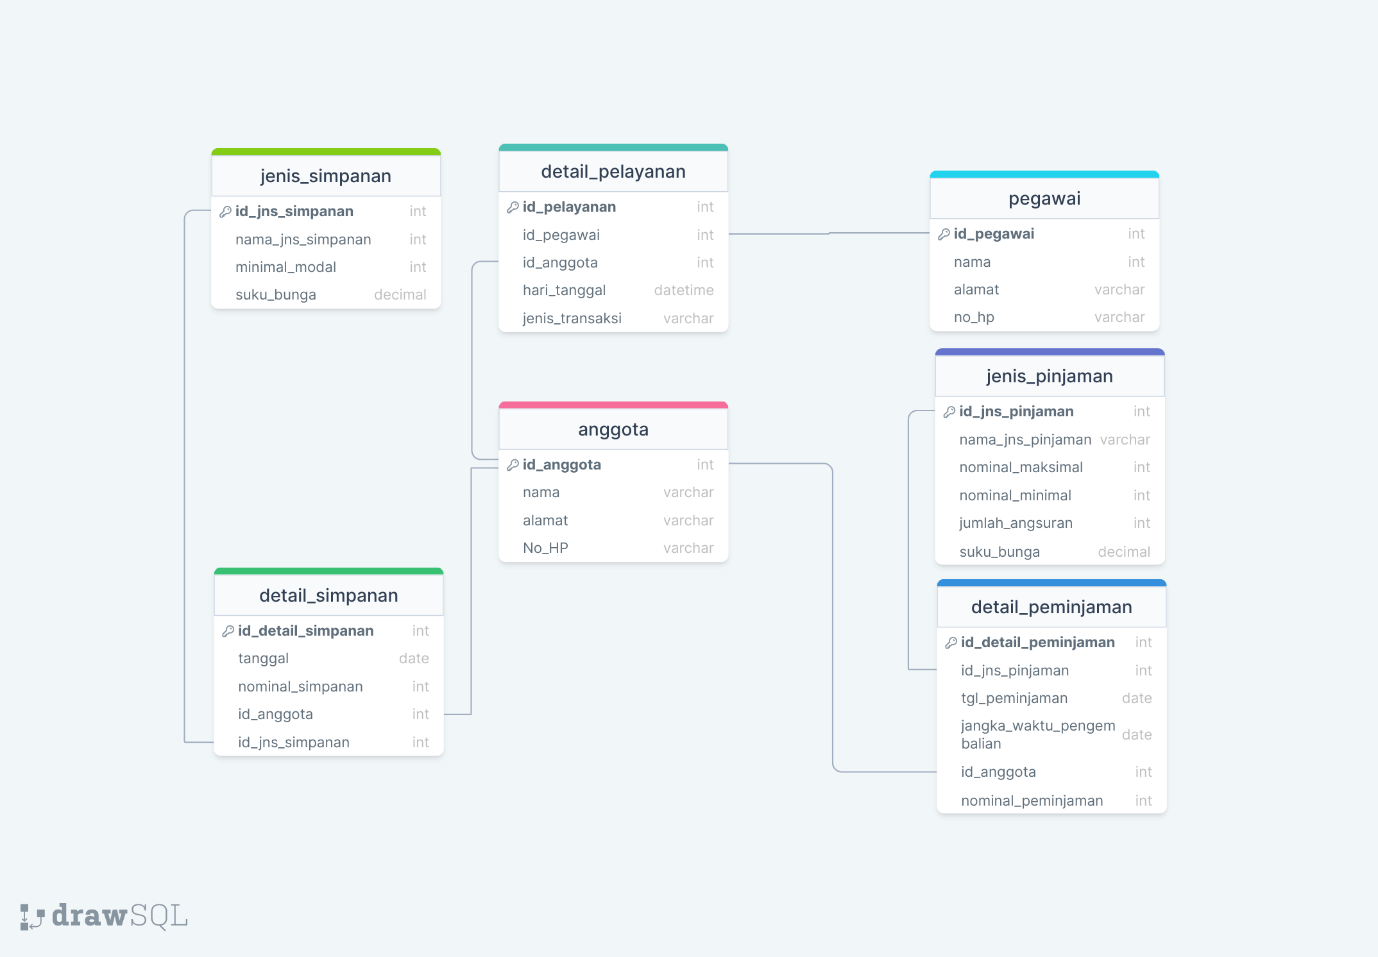 jenis_simpanan
id_jns_simpanan int
nama_jns_simpanan int
minimal_modal int
suku_bunga decimal
detail_pelayanan
id_pelayanan int
id_pegawai int
id_anggota int
hari_tanggal datetime
jenis_transaksi varchar
pegawai
id_pegawai int
nama int
alamat varchar
no_hp varchar
jenis_pinjaman
id_jns_pinjaman int
nama_jns_pinjaman varchar
nominal_maksimal int
nominal_minimal int
jumlah_angsuran int
suku_bunga decimal
anggota
id_anggota int
nama varchar
alamat varchar
No_HP varchar
detail_simpanan
id_detail_simpanan int
tanggal date
nominal_simpanan int
id_anggota int
id_jns_simpanan int
detail_peminjaman
id_detail_peminjaman int
id_jns_pinjaman int
tgl_peminjaman date
jangka_waktu_pengem
balian date
id_anggota int
nominal_peminjaman int
drawSQL